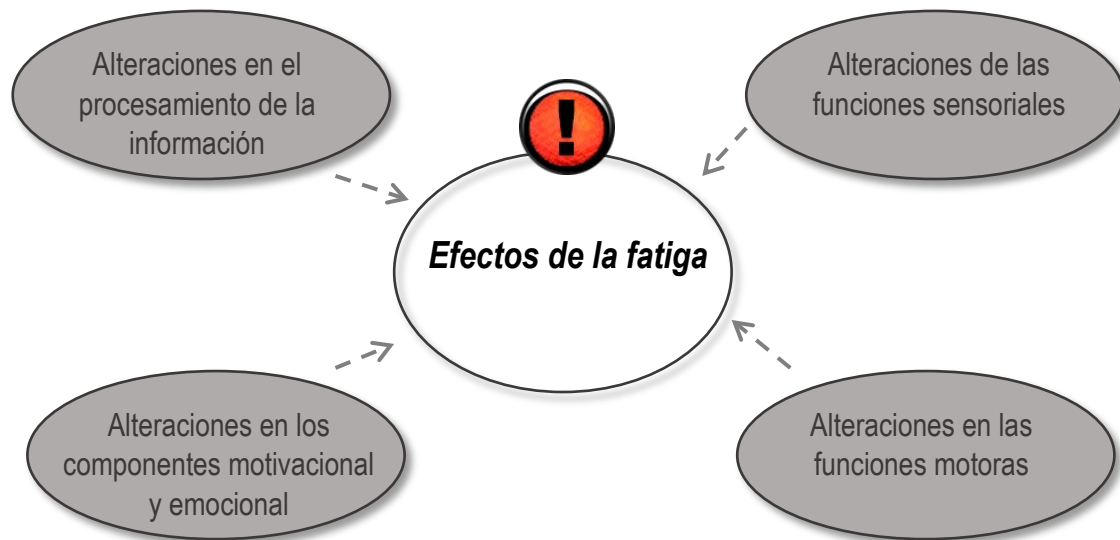 Alteraciones en el
procesamiento de la
información
Alteraciones de las
funciones sensoriales
!
Efectos de la fatiga
Alteraciones en los
componentes motivacional
y emocional
Alteraciones en las
funciones motoras